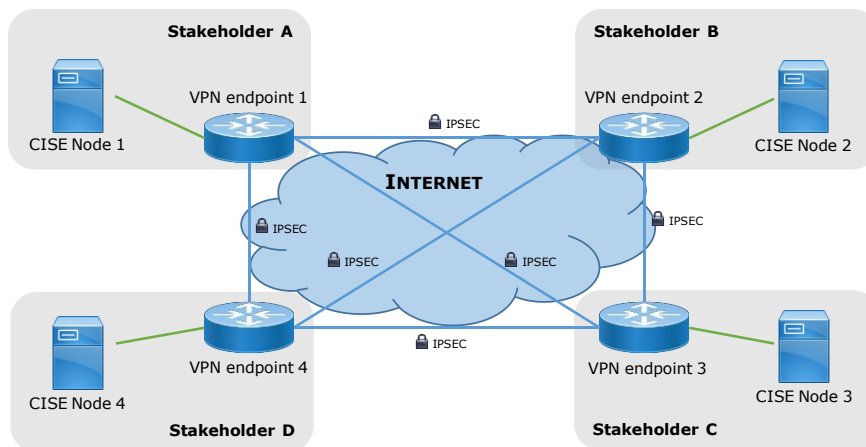 Stakeholder A
Stakeholder B
VPN endpoint 1
VPN endpoint 2
CISE Node 1
IPSEC
CISE Node 2
INTERNET
IPSEC
IPSEC
IPSEC
IPSEC
IPSEC
VPN endpoint 4
VPN endpoint 3
CISE Node 4
CISE Node 3
Stakeholder D
Stakeholder C